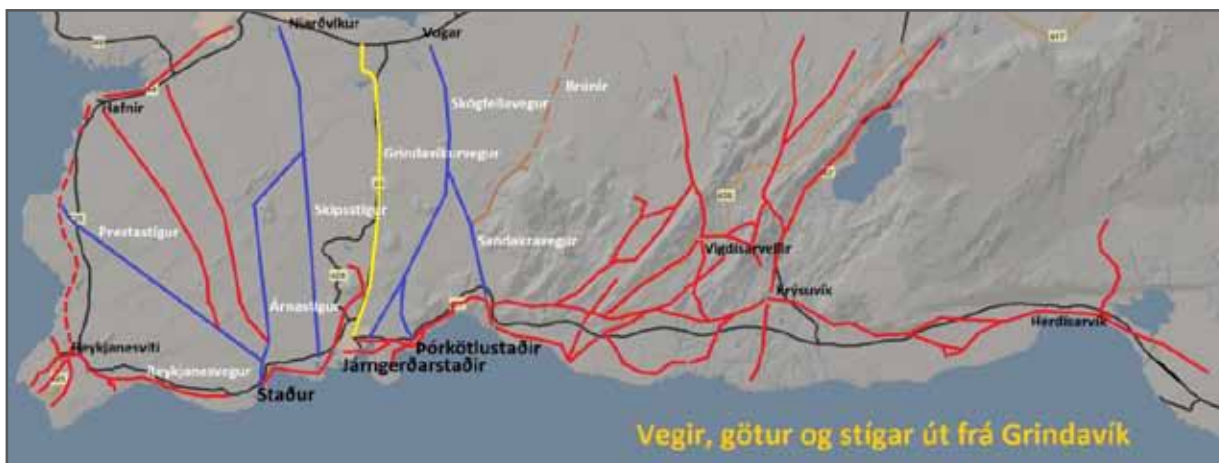 Njarðvíkur
Vogar
Hafnir
Skógfellavegur
Brúnir
Grindavíkurvegur
Skipsstígur
Prestastígur
Sandakravegur
Vigdísarvellir
Árnastígur
Krýsuvík
Herdísarvík
Reykjanesviti
Reykjanesvegur
Þórkötlustaðir
Járngerðarstaðir
Staður
Vegir, götur og stígar út frá Grindavík